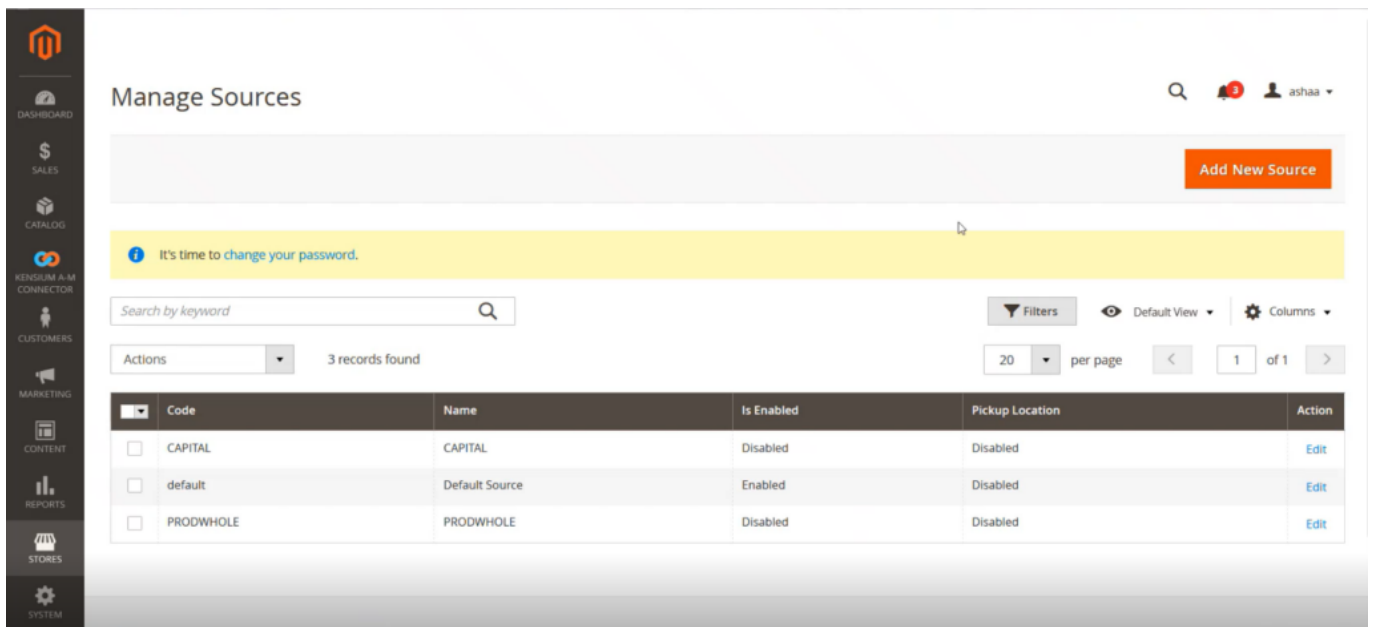 DASHBOARD
SALES
CATALOG
KENSIUM A-M
CONNECTOR
CUSTOMERS
MARKETING
CONTENT
REPORTS
STORES
SYSTEM
Manage Sources
3
ashaa
Add New Source
It's time to change your password.
Search by keyword
Filters
Default View
Columns
Actions
3 records found
20 per page
1 of 1
Code Name Is Enabled Pickup Location Action
CAPITAL CAPITAL Disabled Disabled Edit
default Default Source Enabled Disabled Edit
PRODWHOLE PRODWHOLE Disabled Disabled Edit